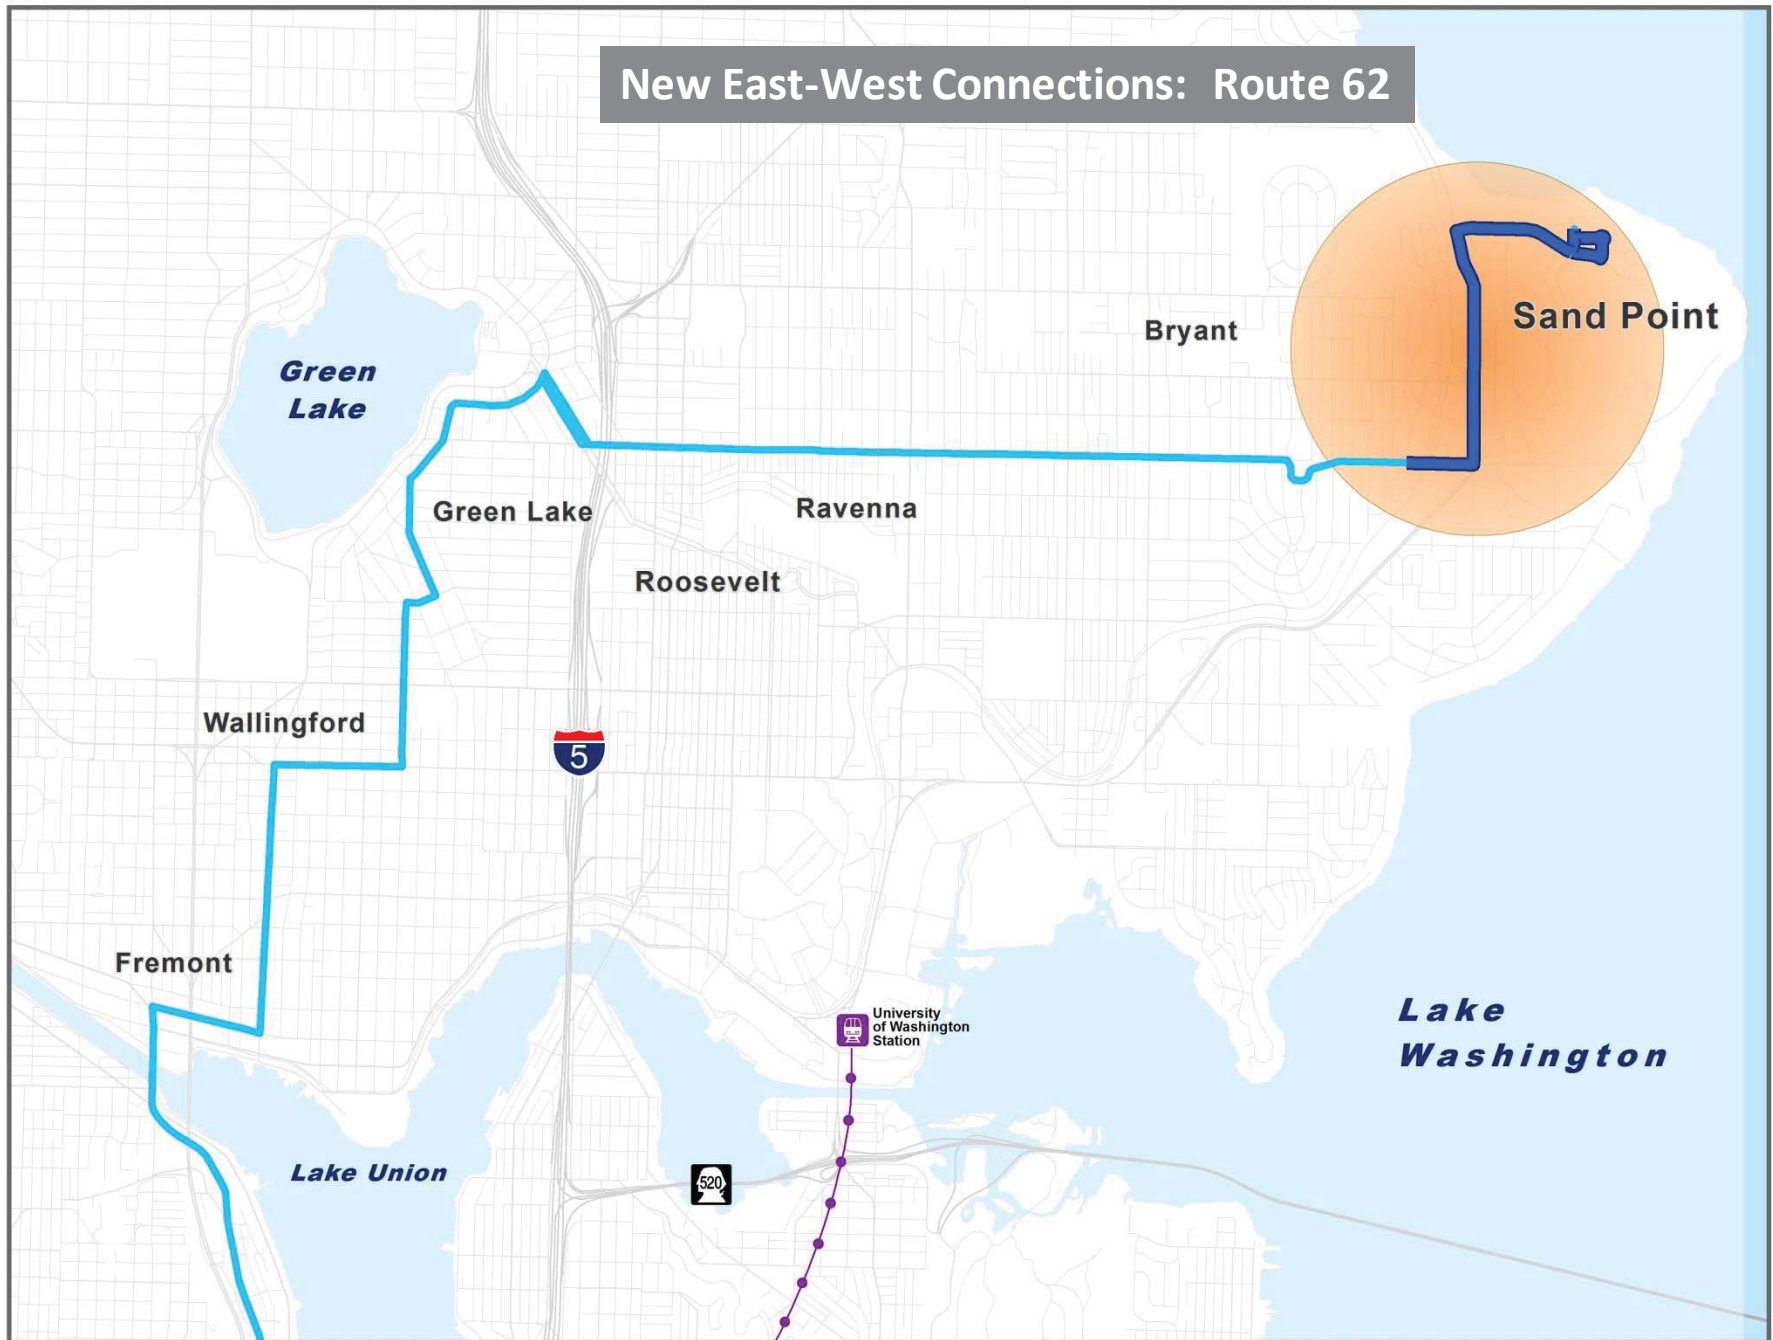 New East-West Connections: Route 62
Sand Point
Bryant
Green
Lake
Green Lake
Ravenna
Roosevelt
Wallingford
5
Fremont
University
of Washington
Station
Lake
Washington
Lake Union
520